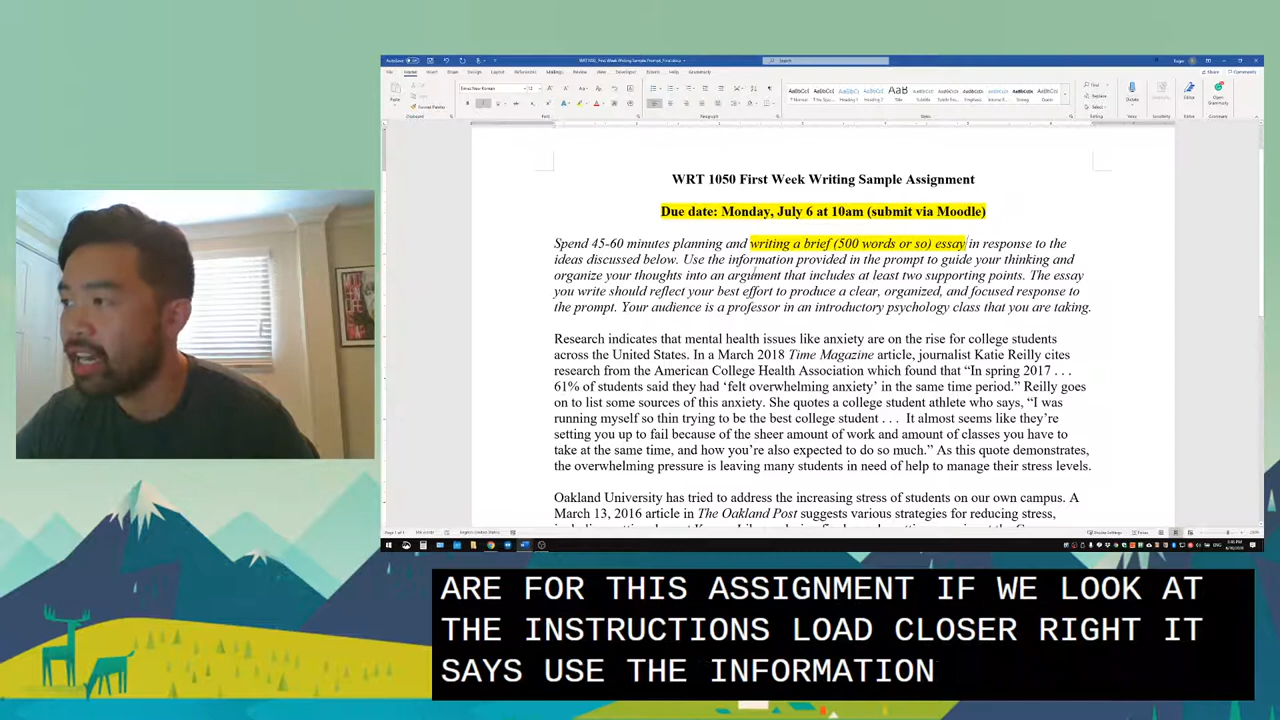 Search
WRT 1050 First Week Writing Sample Assignment
Due date: Monday, July 6 at 10am (submit via Moodle)
Spend 45-60 minutes planning and writing a brief (500 words or so) essay in response to the
ideas discussed below. Use the information provided in the prompt to guide your thinking and
organize your thoughts into an argument that includes at least two supporting points. The essay
you write should reflect your best effort to produce a clear, organized, and focused response to
the prompt. Your audience is a professor in an introductory psychology class that you are taking.
Research indicates that mental health issues like anxiety are on the rise for college students
across the United States. In a March 2018 Time Magazine article, journalist Katie Reilly cites
research from the American College Health Association which found that “In spring 2017 . . .
61% of students said they had ‘felt overwhelming anxiety’ in the same time period.” Reilly goes
on to list some sources of this anxiety. She quotes a college student athlete who says, “I was
running myself so thin trying to be the best college student . . . It almost seems like they’re
setting you up to fail because of the sheer amount of work and amount of classes you have to
take at the same time, and how you’re also expected to do so much.” As this quote demonstrates,
the overwhelming pressure is leaving many students in need of help to manage their stress levels.
Oakland University has tried to address the increasing stress of students on our own campus. A
March 13, 2016 article in The Oakland Post suggests various strategies for reducing stress,
ARE FOR THIS ASSIGNMENT IF WE LOOK AT
THE INSTRUCTIONS LOAD CLOSER RIGHT IT
SAYS USE THE INFORMATION